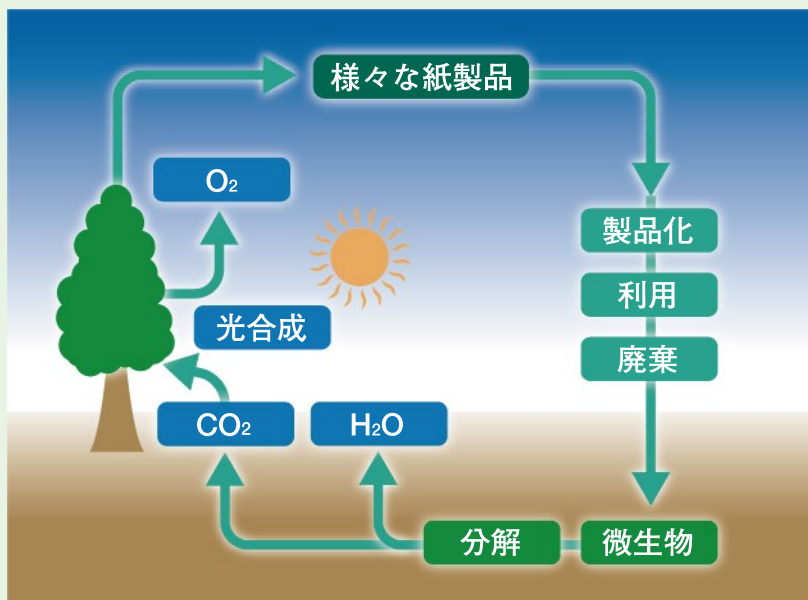 様々な紙製品
O₂
製品化
利用
光合成
廃棄
CO₂
H₂O
分解
微生物